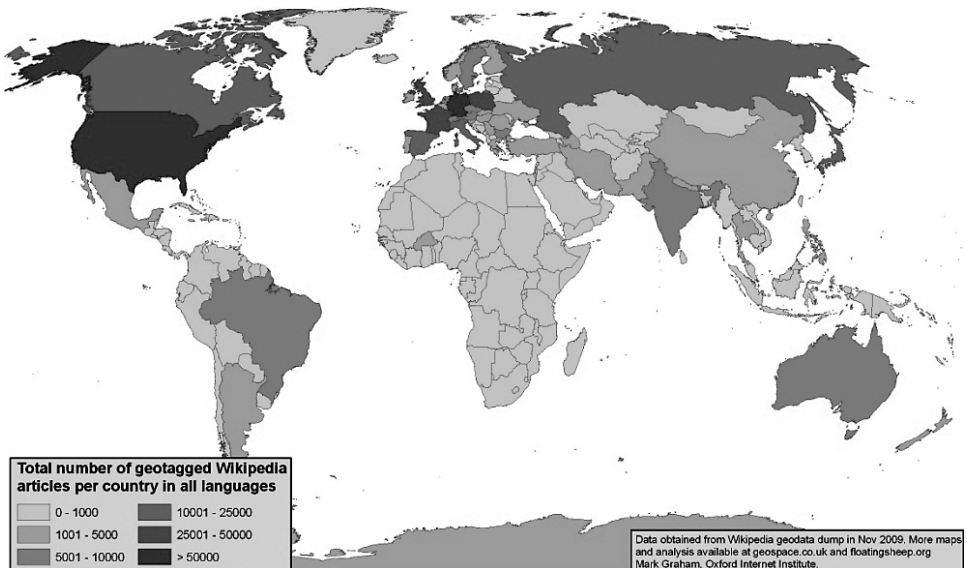 Total number of geotagged Wikipedia
articles per country in all languages
0 - 1000
1001 - 5000
5001 - 10000
10001 - 25000
25001 - 50000
> 50000
Data obtained from Wikipedia geodata dump in Nov 2009. More maps
and analysis available at geospace.co.uk and floatingsheep.org
Mark Graham, Oxford Internet Institute.